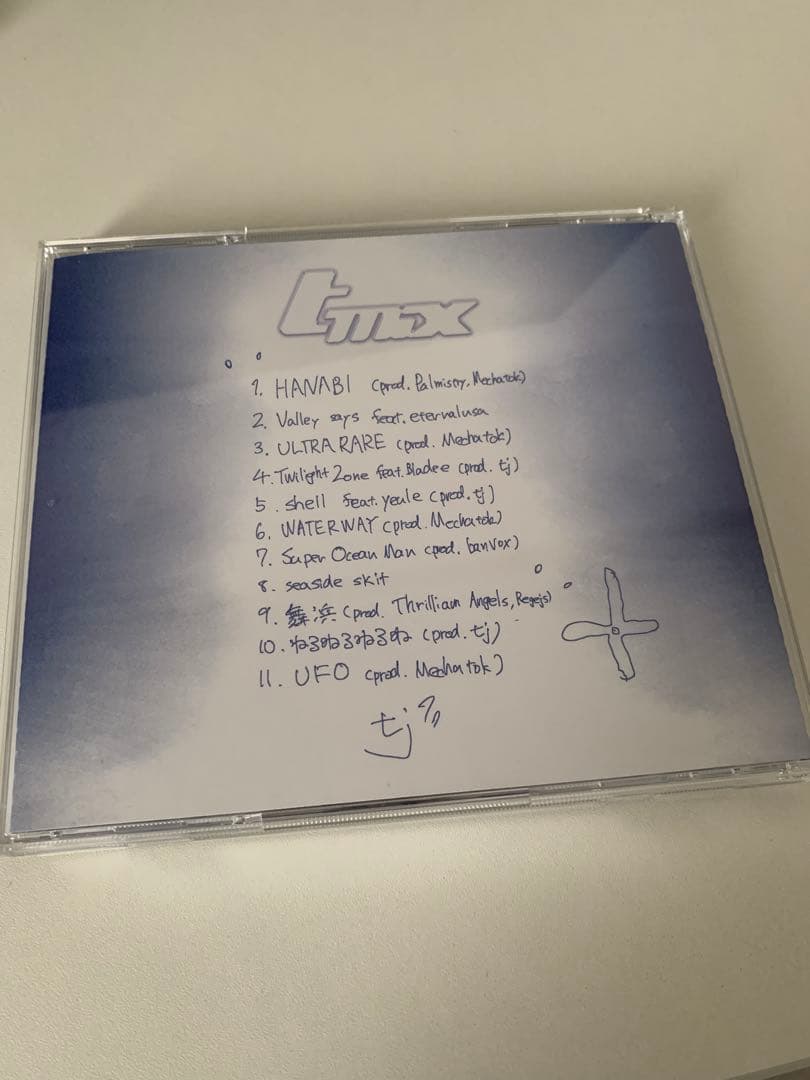 tmix
1. HANABI (prod. Palmistry, Mechatok)
2. Valley says feat. eternalusa
3. ULTRA RARE (prod. Mechatok)
4. Twilight Zone feat. Bladee (prod. tj)
5. shell feat. yeule (prod. tj)
6. WATERWAY (prod. Mechatok)
7. Super Ocean Man (prod. banvox)
8. seaside skit
9. 舞浜 (prod. Thrilliam Angels, Regejs)
10. ねるねるねるね (prod. tj)
11. UFO (prod. Mechatok)
tj